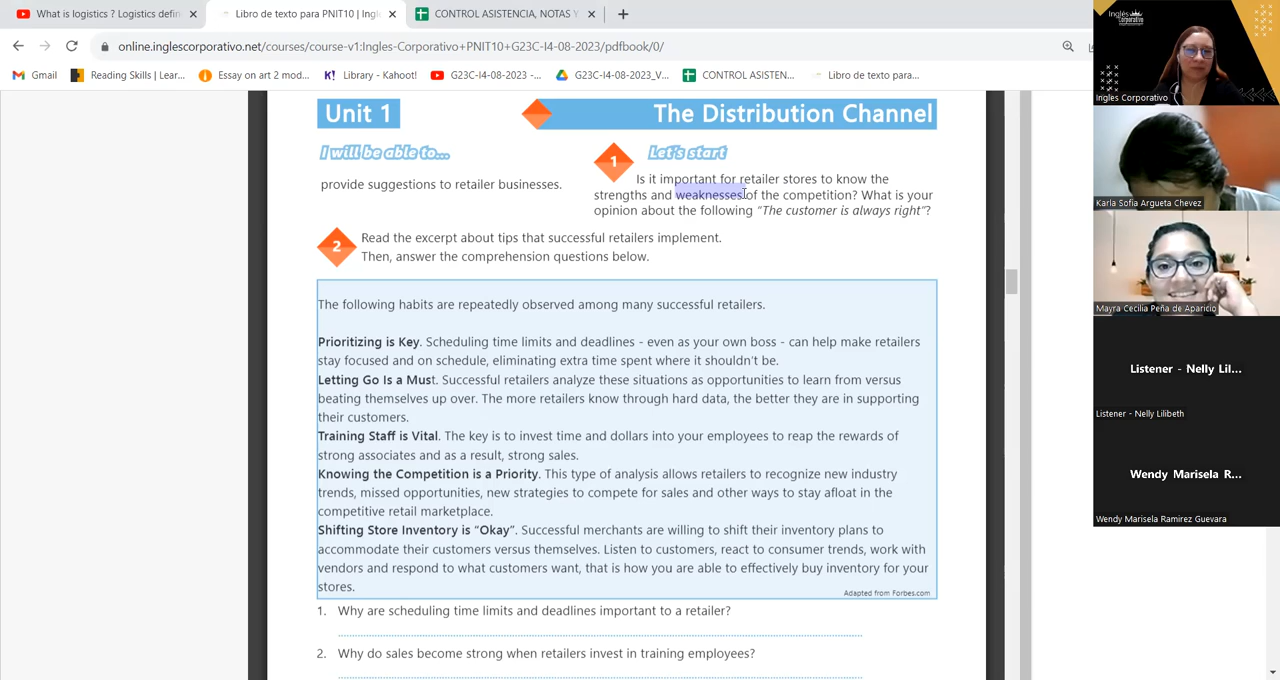 What is logistics ? Logistics defin
Libro de texto para PNIT10 | Ingl
CONTROL ASISTENCIA, NOTAS Y
online.inglescorporativo.net/courses/course-v1:Ingles-Corporativo+PNIT10+G23C-I4-08-2023/pdfbook/0/
Gmail
Reading Skills | Lear...
Essay on art 2 mod...
Library - Kahoot!
G23C-I4-08-2023 -...
G23C-I4-08-2023_V...
CONTROL ASISTEN...
Libro de texto para...
Unit 1
The Distribution Channel
I will be able to...
provide suggestions to retailer businesses.
1
Let's start
Is it important for retailer stores to know the
strengths and weaknesses of the competition? What is your
opinion about the following "The customer is always right"?
2
Read the excerpt about tips that successful retailers implement.
Then, answer the comprehension questions below.
The following habits are repeatedly observed among many successful retailers.
Prioritizing is Key. Scheduling time limits and deadlines - even as your own boss - can help make retailers
stay focused and on schedule, eliminating extra time spent where it shouldn't be.
Letting Go Is a Must. Successful retailers analyze these situations as opportunities to learn from versus
beating themselves up over. The more retailers know through hard data, the better they are in supporting
their customers.
Training Staff is Vital. The key is to invest time and dollars into your employees to reap the rewards of
strong associates and as a result, strong sales.
Knowing the Competition is a Priority. This type of analysis allows retailers to recognize new industry
trends, missed opportunities, new strategies to compete for sales and other ways to stay afloat in the
competitive retail marketplace.
Shifting Store Inventory is "Okay". Successful merchants are willing to shift their inventory plans to
accommodate their customers versus themselves. Listen to customers, react to consumer trends, work with
vendors and respond to what customers want, that is how you are able to effectively buy inventory for your
stores.
Adapted from Forbes.com
1. Why are scheduling time limits and deadlines important to a retailer?
2. Why do sales become strong when retailers invest in training employees?
Inglés
Corporativo
Ingles Corporativo
Karla Sofia Argueta Chevez
Mayra Cecilia Peña de Aparicio
Listener - Nelly Lil...
Listener - Nelly Lilibeth
Wendy Marisela R...
Wendy Marisela Ramirez Guevara